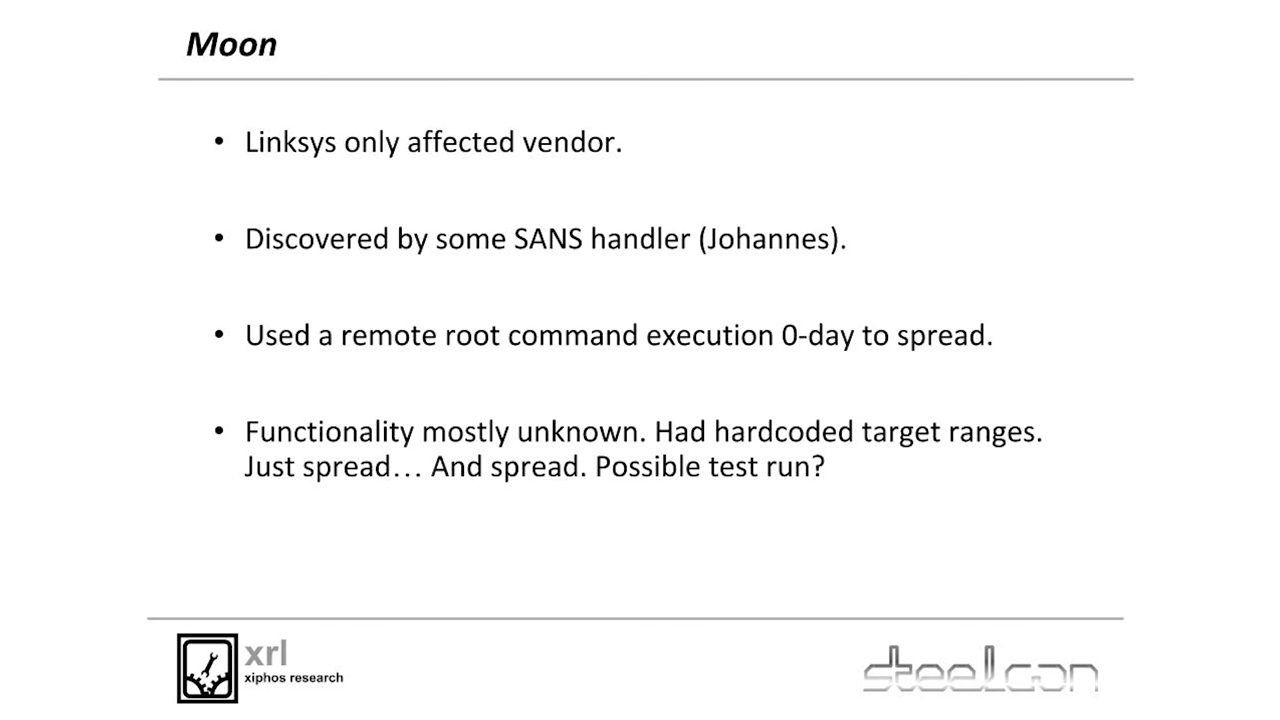 Moon
• Linksys only affected vendor.
• Discovered by some SANS handler (Johannes).
• Used a remote root command execution 0-day to spread.
• Functionality mostly unknown. Had hardcoded target ranges.
Just spread… And spread. Possible test run?
xrl
xiphos research
steelcon